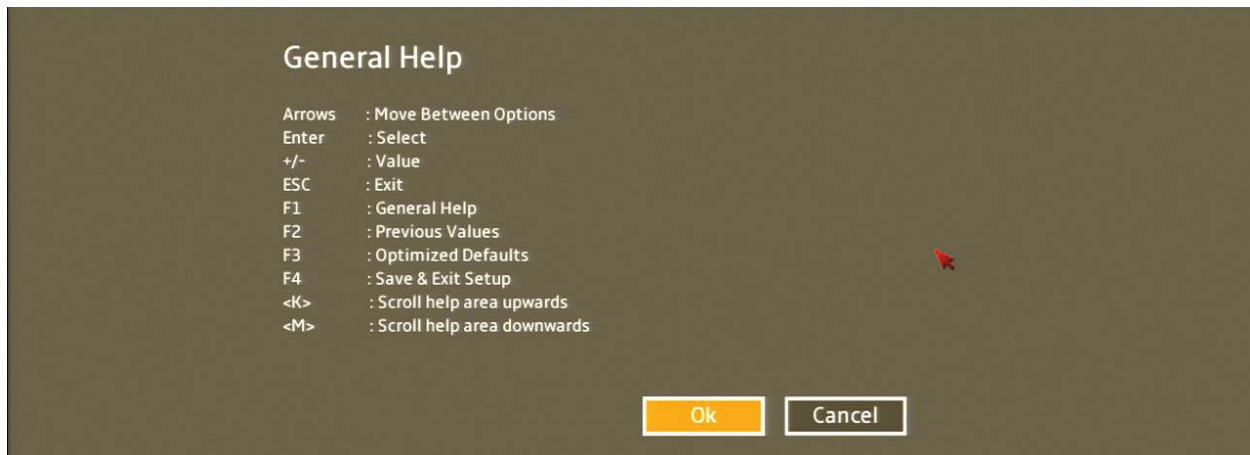 General Help
Arrows : Move Between Options
Enter : Select
+/- : Value
ESC : Exit
F1 : General Help
F2 : Previous Values
F3 : Optimized Defaults
F4 : Save & Exit Setup
<K> : Scroll help area upwards
<M> : Scroll help area downwards
Ok Cancel